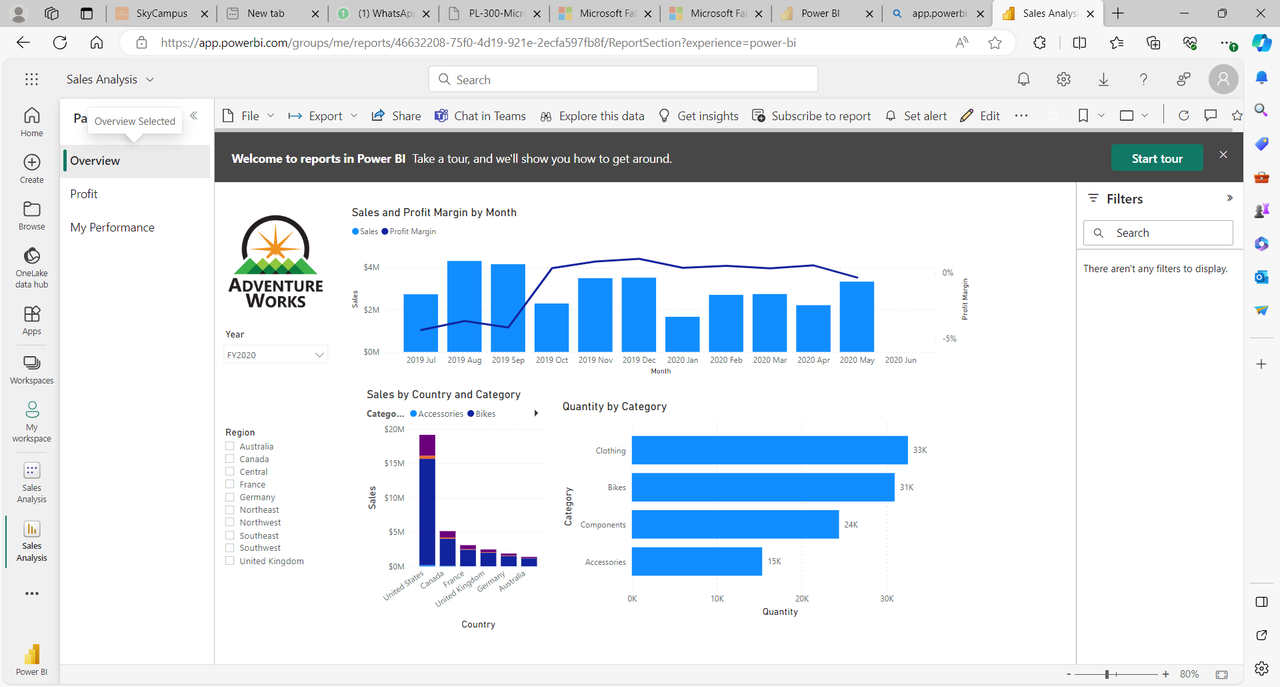 SkyCampus
New tab
(1) WhatsApp
PL-300-Micro
Microsoft Fab
Microsoft Fab
Power BI
app.powerbi
Sales Analysis
https://app.powerbi.com/groups/me/reports/46632208-75f0-4d19-921e-2ecfa597fb8f/ReportSection?experience=power-bi
Sales Analysis
Search
Home
Create
Browse
OneLake
data hub
Apps
Workspaces
My
workspace
Sales
Analysis
Sales
Analysis
Power BI
Pa
Overview Selected
Overview
Profit
My Performance
File
Export
Share
Chat in Teams
Explore this data
Get insights
Subscribe to report
Set alert
Edit
Welcome to reports in Power BI Take a tour, and we'll show you how to get around.
Start tour
ADVENTURE
WORKS
Year
FY2020
Region
Australia
Canada
Central
France
Germany
Northeast
Northwest
Southeast
Southwest
United Kingdom
Sales and Profit Margin by Month
Sales Profit Margin
$4M
$2M
$0M
Sales
0%
-5%
Profit Margin
2019 Jul 2019 Aug 2019 Sep 2019 Oct 2019 Nov 2019 Dec 2020 Jan 2020 Feb 2020 Mar 2020 Apr 2020 May 2020 Jun
Month
Sales by Country and Category
Catego... Accessories Bikes
$20M
$15M
$10M
$5M
$0M
Sales
United States
Canada
France
United Kingdom
Germany
Australia
Country
Quantity by Category
Category
Clothing 33K
Bikes 31K
Components 24K
Accessories 15K
0K 10K 20K 30K
Quantity
Filters
Search
There aren't any filters to display.
- + 80%